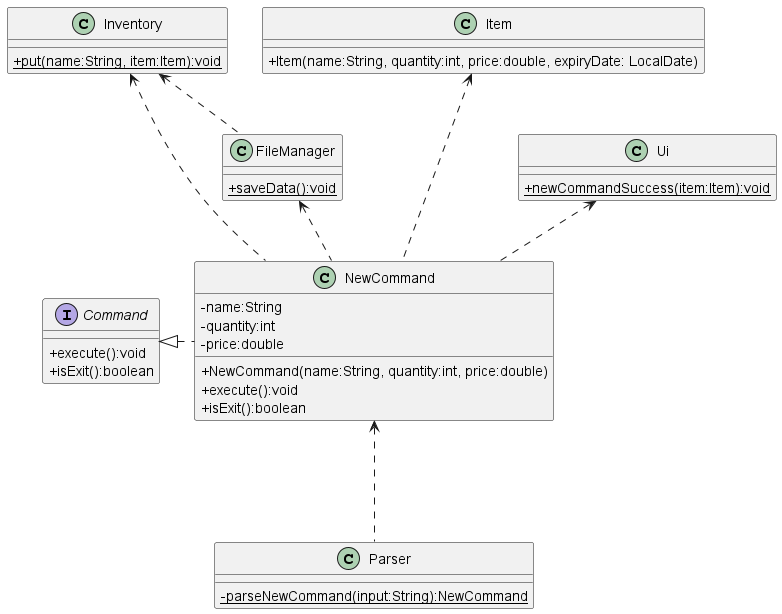 C Inventory
+put(name:String, item:Item):void
C Item
+Item(name:String, quantity:int, price:double, expiryDate: LocalDate)
C FileManager
+saveData():void
C Ui
+newCommandSuccess(item:Item):void
I Command
+execute():void
+isExit():boolean
C NewCommand
-name:String
-quantity:int
-price:double
+NewCommand(name:String, quantity:int, price:double)
+execute():void
+isExit():boolean
C Parser
-parseNewCommand(input:String):NewCommand